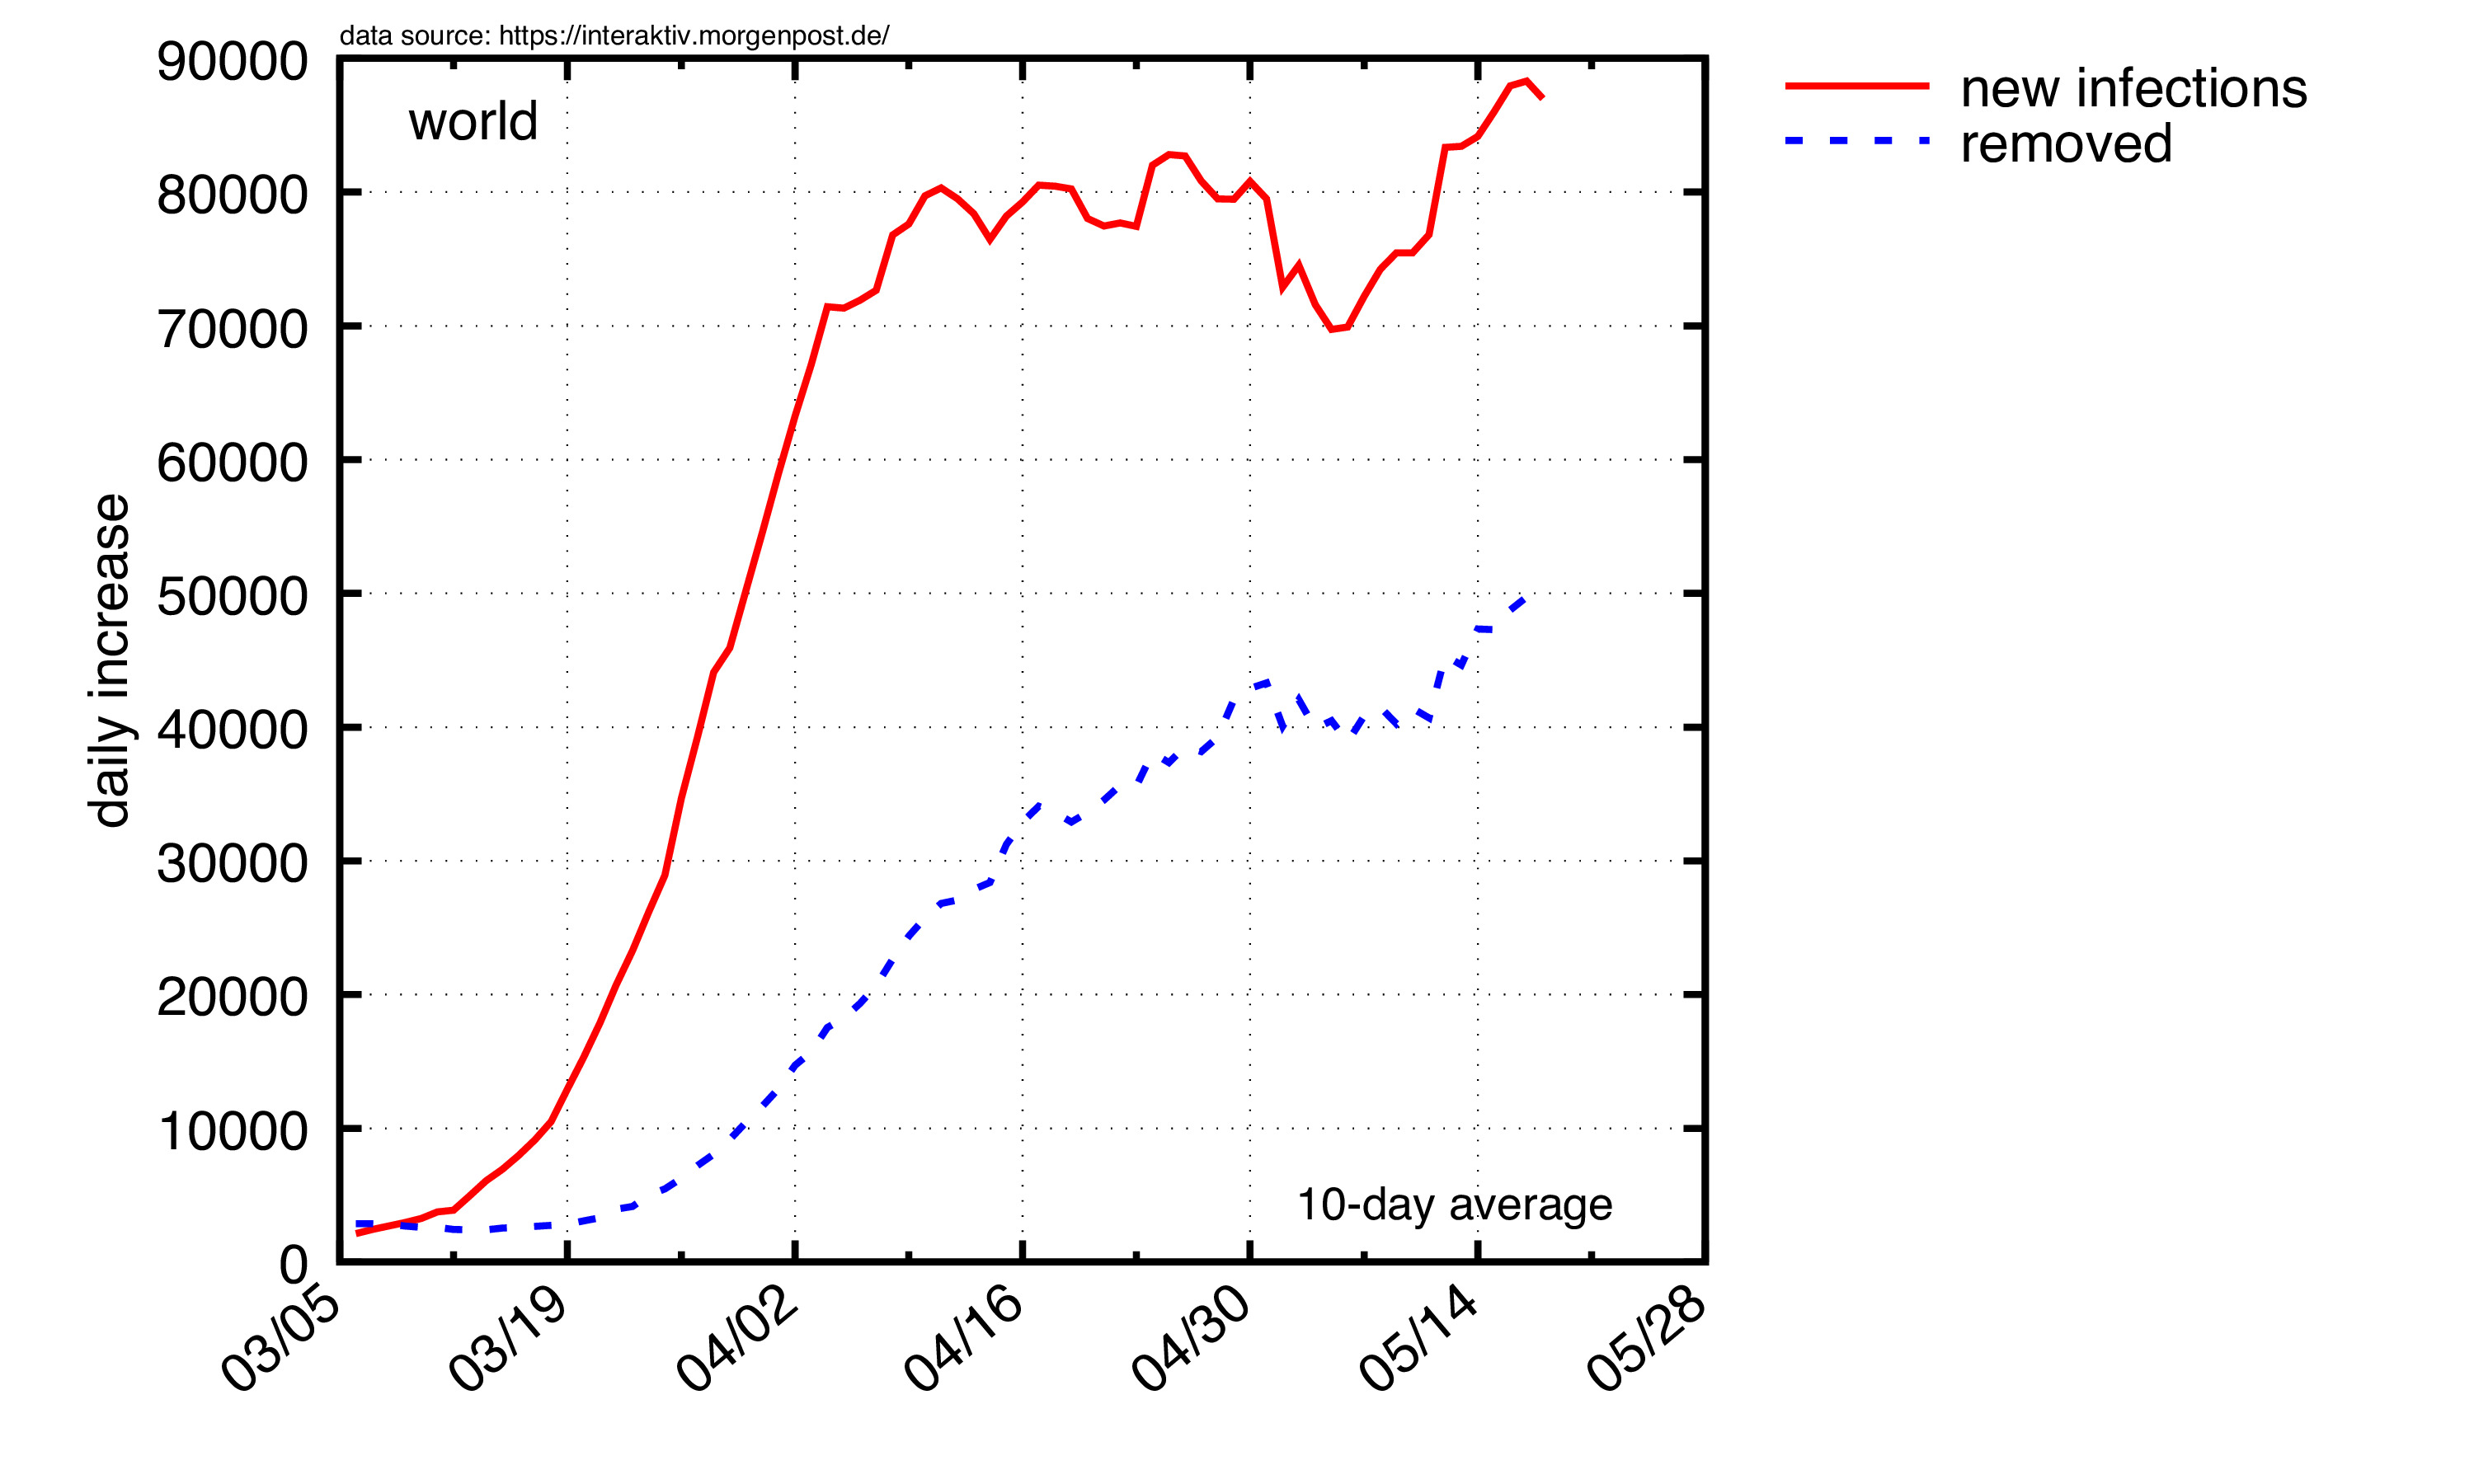 data source: https://interaktiv.morgenpost.de/
90000
80000
70000
60000
50000
40000
30000
20000
10000
0
daily increase
world
10-day average
03/05
03/19
04/02
04/16
04/30
05/14
05/28
new infections
removed